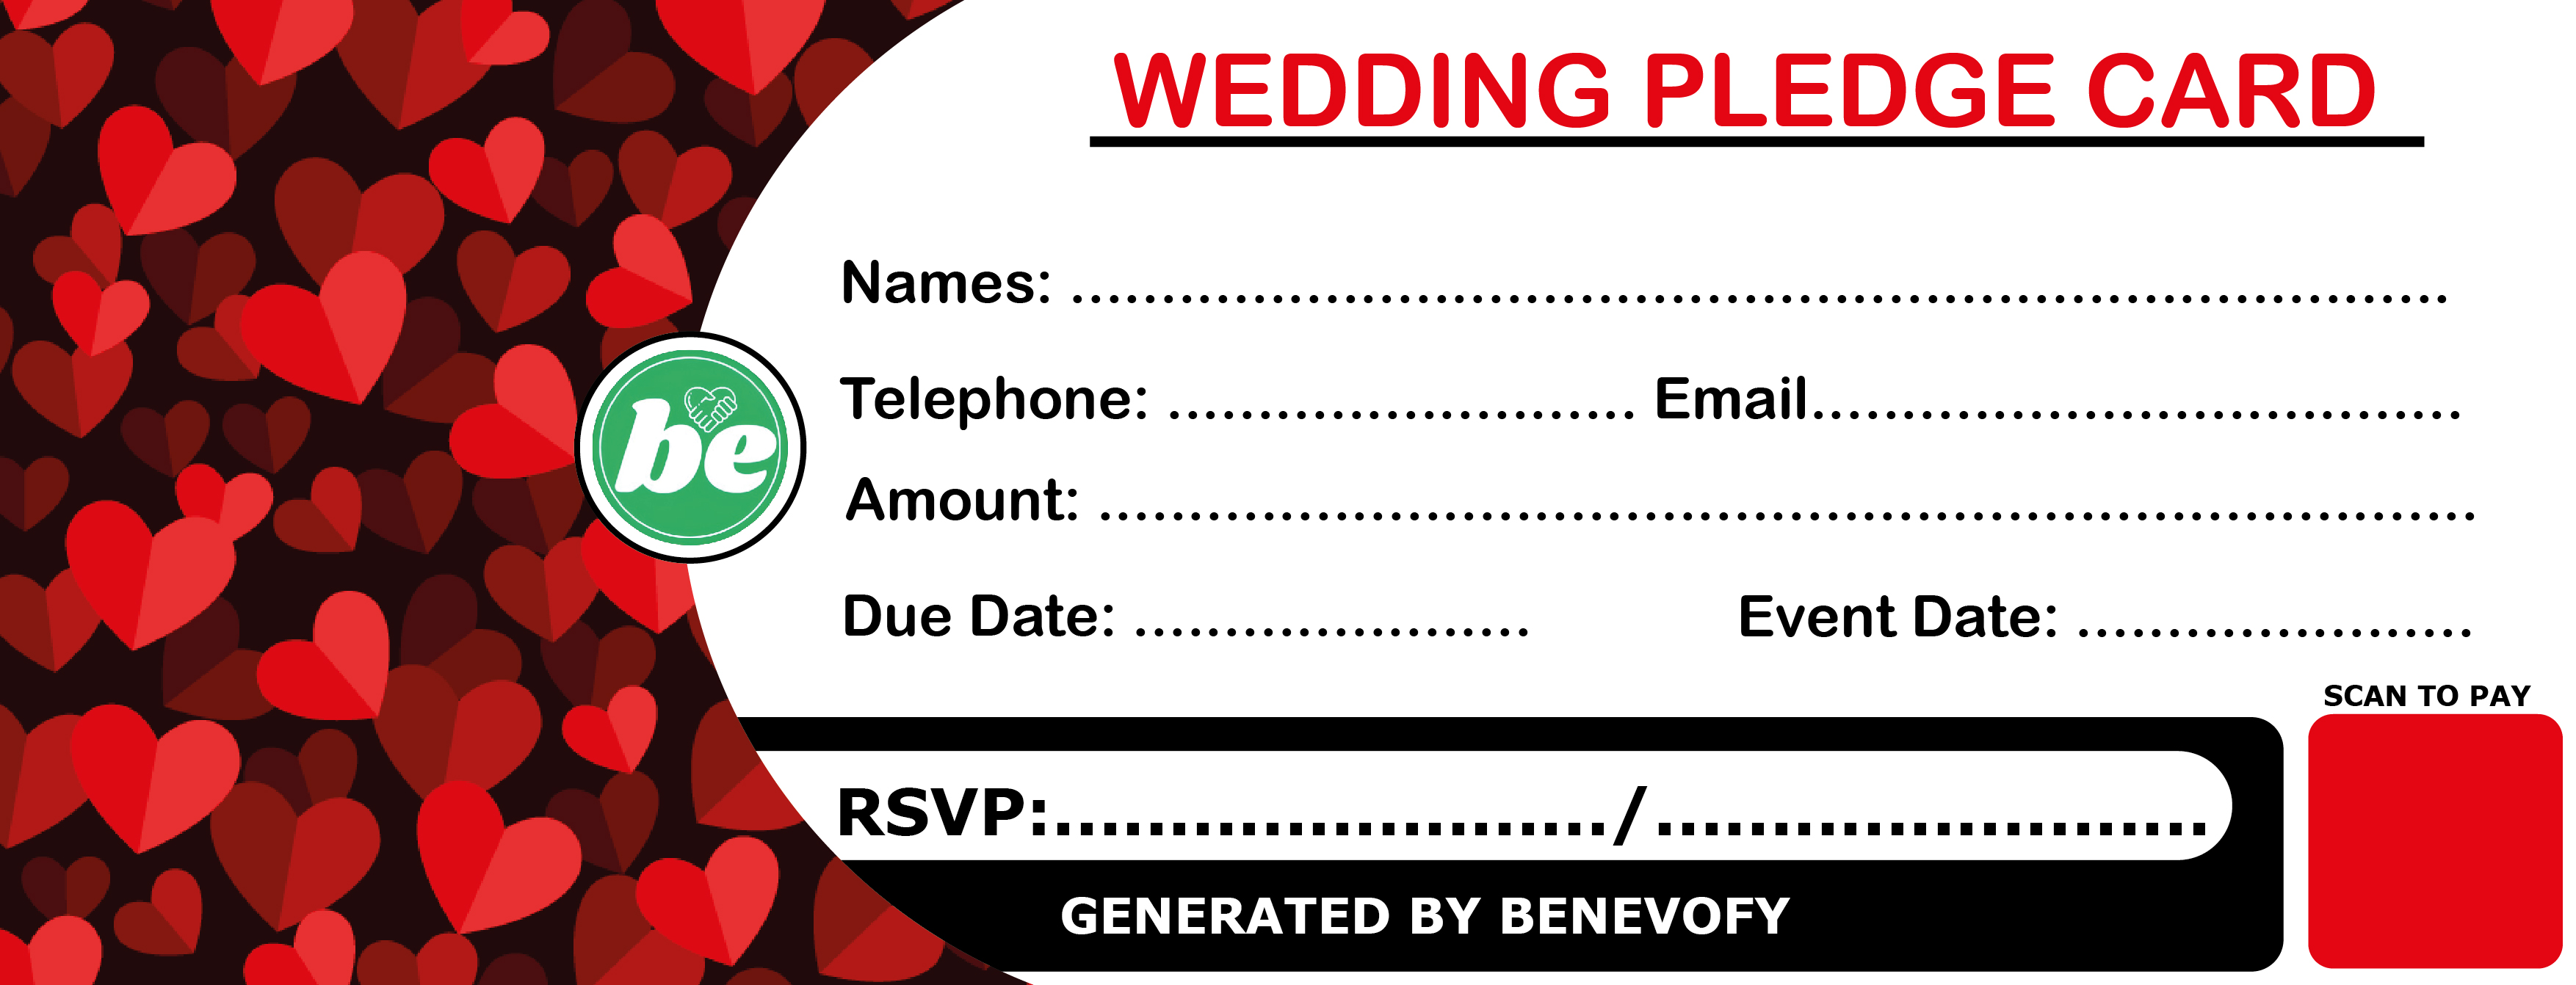 WEDDING PLEDGE CARD
Names: ............................................................................
Telephone: .......................... Email....................................
be
Amount: ............................................................................
Due Date: ...................... Event Date: ......................
SCAN TO PAY
RSVP:......................../........................
GENERATED BY BENEVOFY